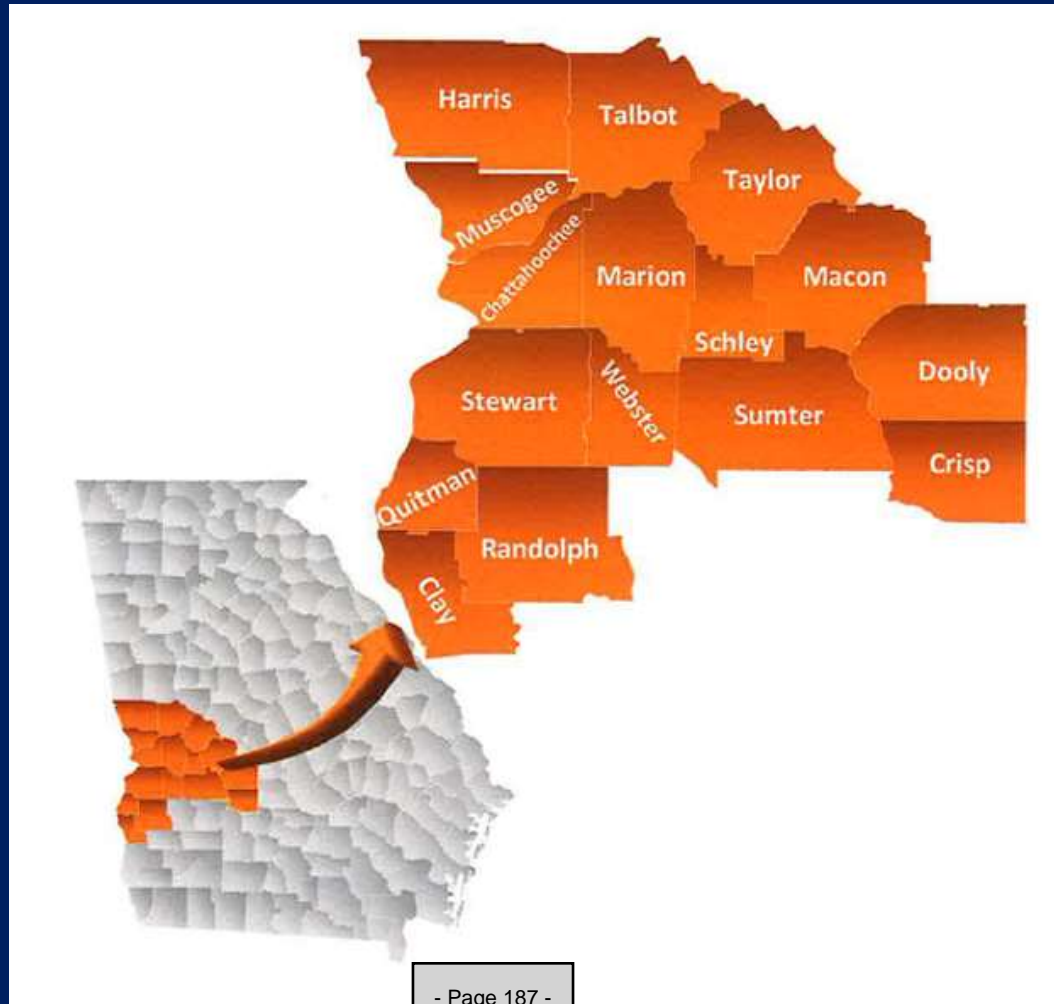 Harris
Talbot
Taylor
Muscogee
Chattahoochee
Marion
Macon
Schley
Dooly
Stewart
Webster
Sumter
Crisp
Quitman
Randolph
Clay
- Page 187 -